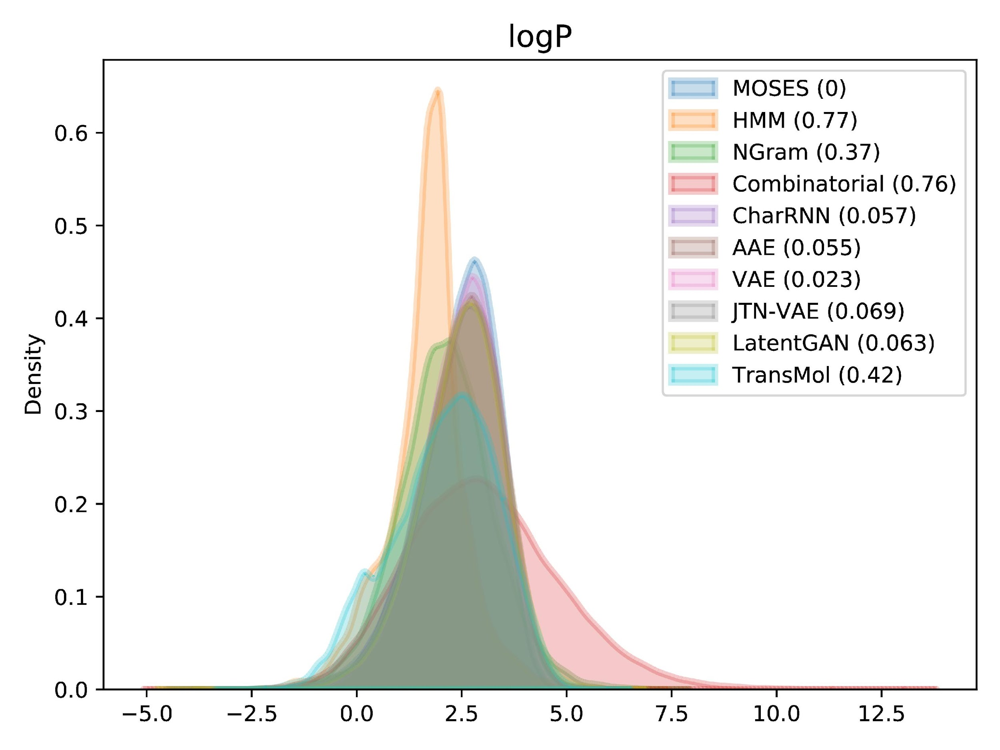 logP
MOSES (0)
HMM (0.77)
NGram (0.37)
Combinatorial (0.76)
CharRNN (0.057)
AAE (0.055)
VAE (0.023)
JTN-VAE (0.069)
LatentGAN (0.063)
TransMol (0.42)
Density
0.6
0.5
0.4
0.3
0.2
0.1
0.0
−5.0 −2.5 0.0 2.5 5.0 7.5 10.0 12.5